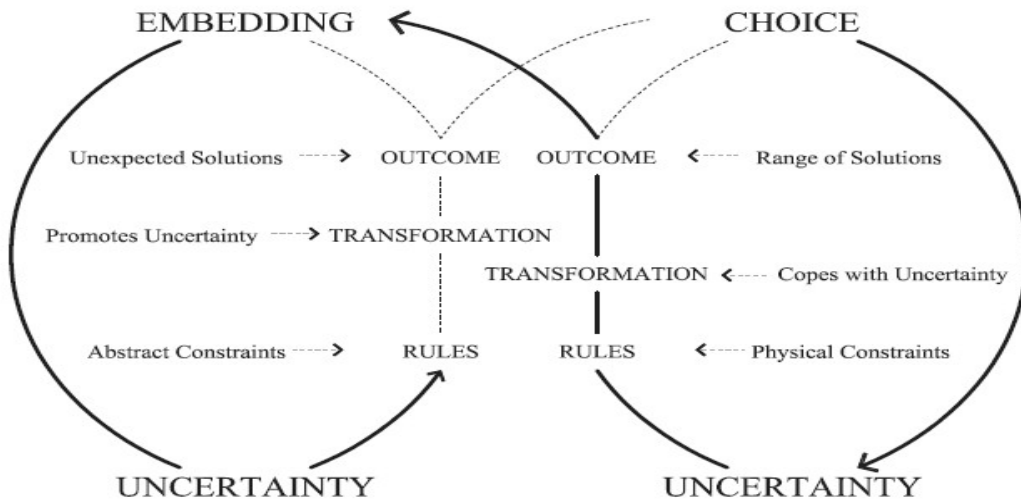 EMBEDDING CHOICE
Unexpected Solutions OUTCOME OUTCOME Range of Solutions
Promotes Uncertainty TRANSFORMATION
TRANSFORMATION Copes with Uncertainty
Abstract Constraints RULES RULES Physical Constraints
UNCERTAINTY UNCERTAINTY